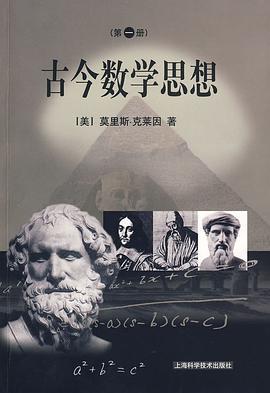 (第一册)
古今数学思想
[美] 莫里斯·克莱因 著
s-a)(s-b)(s-c)
a² + b² = c²
上海科学技术出版社